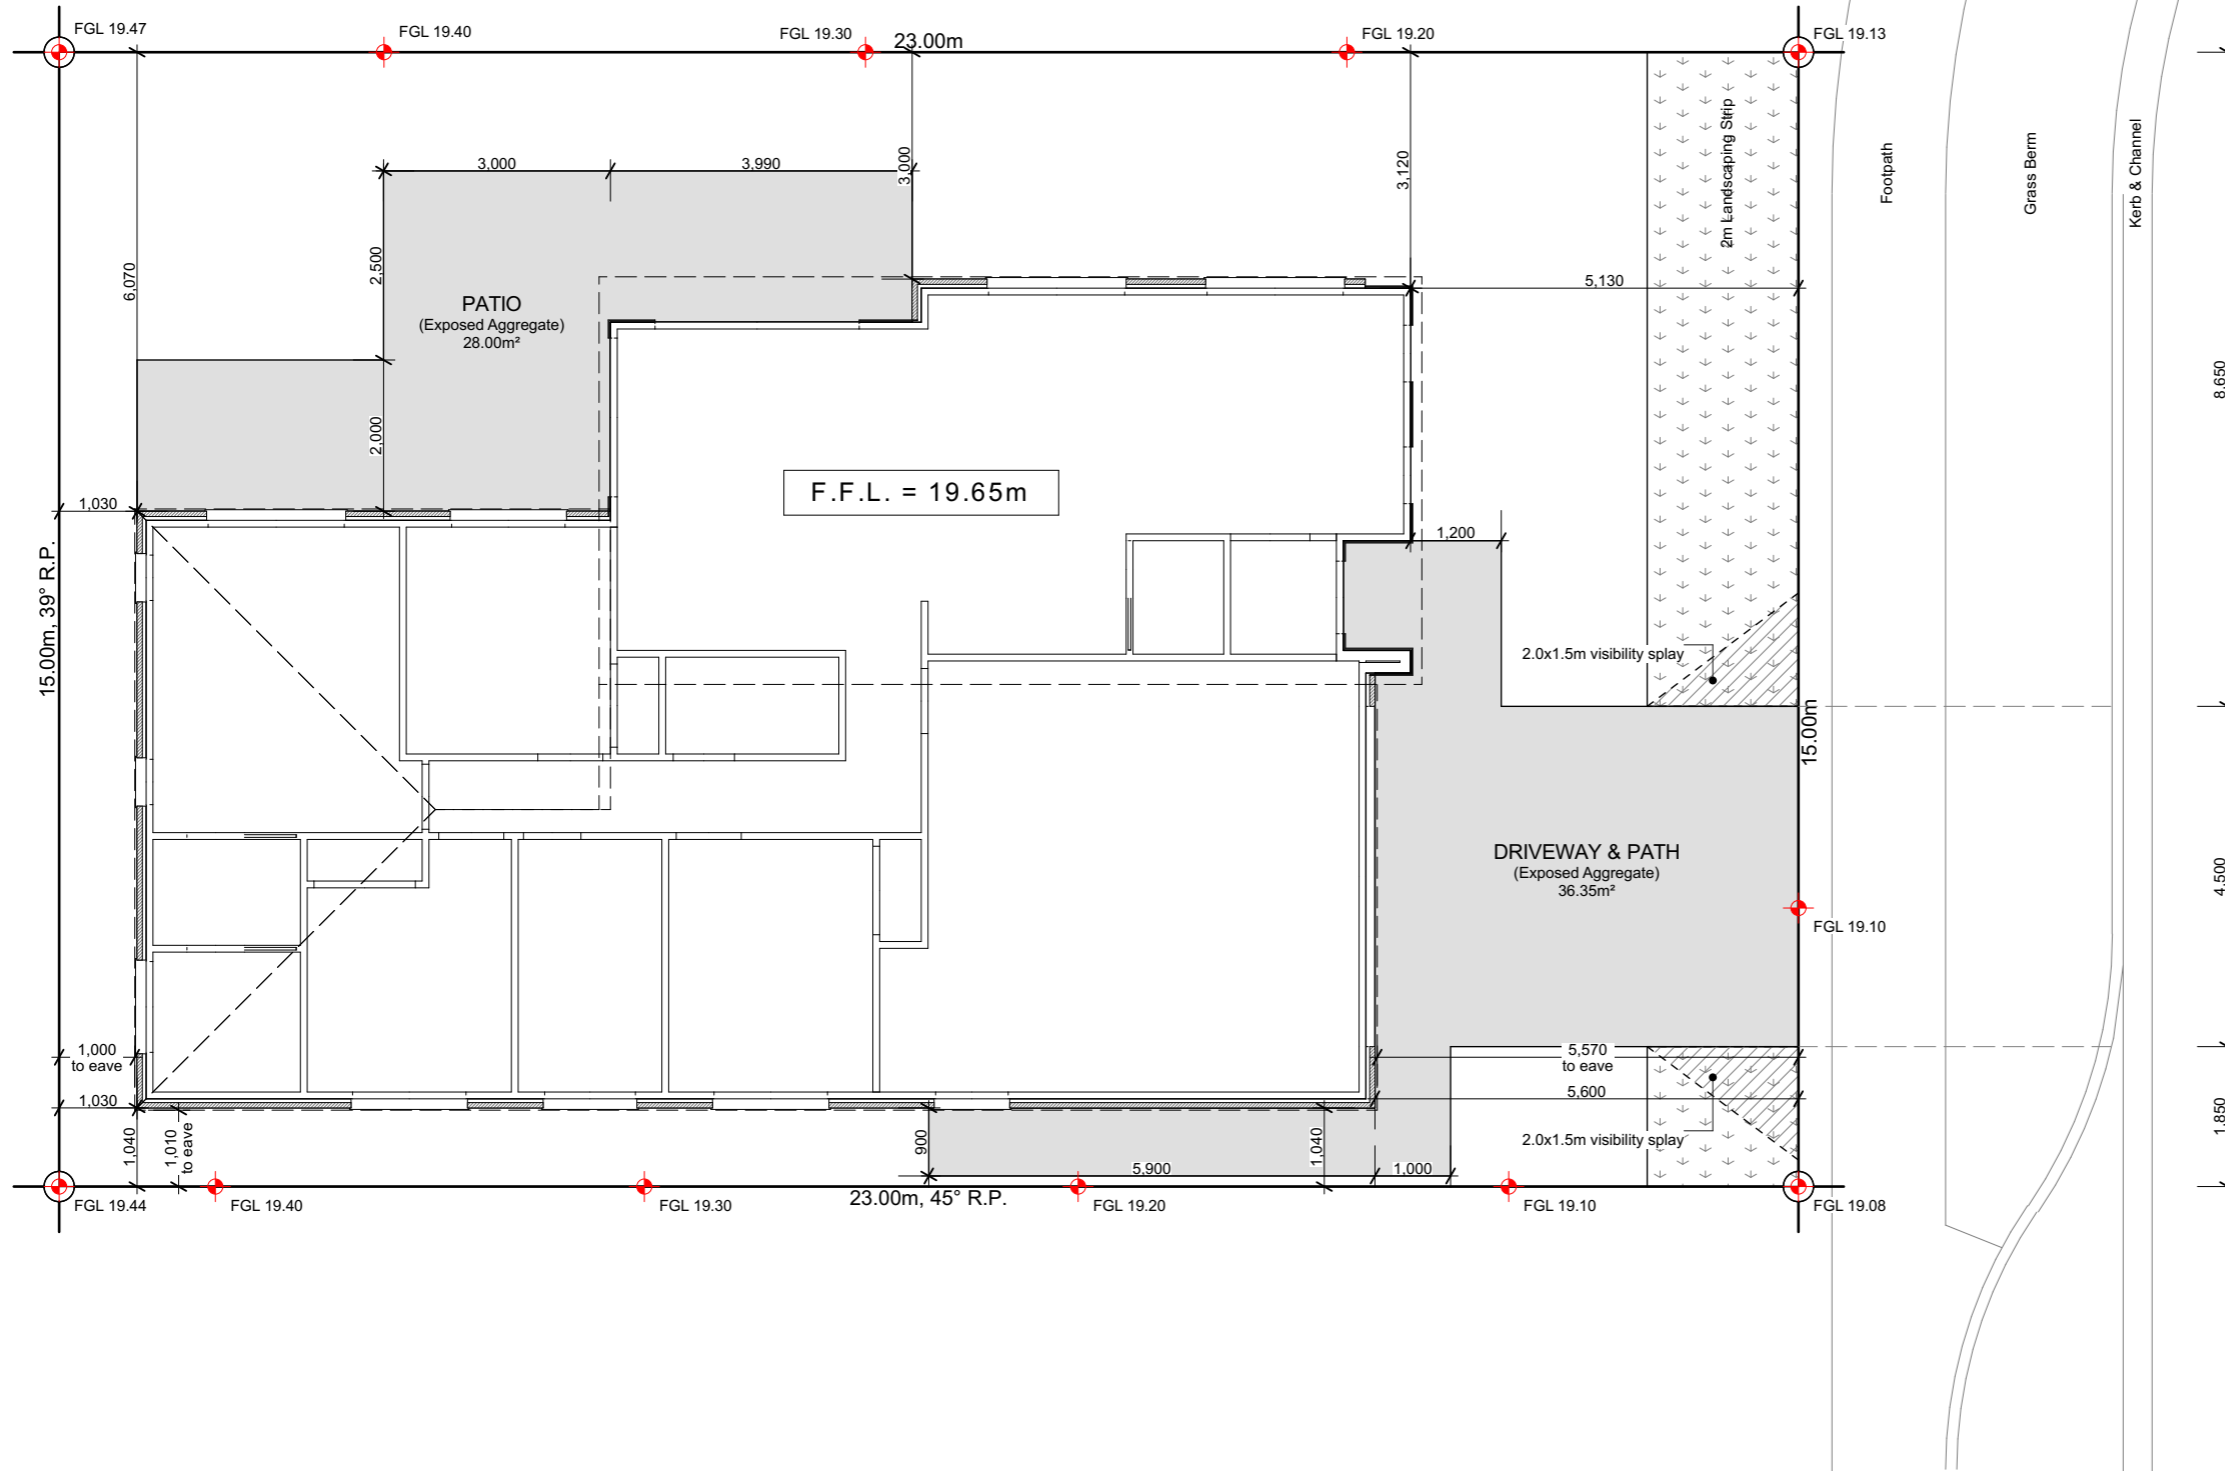 FGL 19.47
FGL 19.40
FGL 19.30
23.00m
FGL 19.20
FGL 19.13
3,000
3,990
3,000
3,120
2m Landscaping Strip
Footpath
Grass Berm
Kerb & Channel
6,070
2,500
5,130
PATIO
(Exposed Aggregate)
28.00m²
8,650
2,000
F.F.L. = 19.65m
1,030
1,200
15.00m, 39° R.P.
2.0x1.5m visibility splay
15.00m
DRIVEWAY & PATH
(Exposed Aggregate)
36.35m²
4,500
FGL 19.10
1,000
to eave
5,570
to eave
1,030
5,600
1,040
1,010
to eave
900
1,040
2.0x1.5m visibility splay
1,850
5,900
1,000
FGL 19.44
FGL 19.40
FGL 19.30
23.00m, 45° R.P.
FGL 19.20
FGL 19.10
FGL 19.08